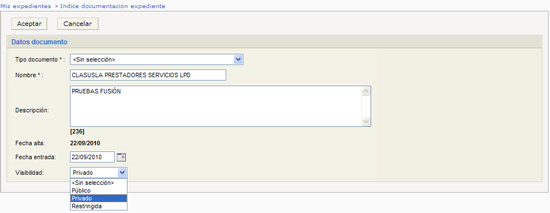 Mis expedientes > Indice documentación expediente
Aceptar Cancelar
Datos documento
Tipo documento * : <Sin selección>
Nombre * : CLASUSLA PRESTADORES SERVICIOS LPD
Descripción: PRUEBAS FUSIÓN
[236]
Fecha alta: 22/09/2010
Fecha entrada: 22/09/2010
Visibilidad: Privado
<Sin selección>
Público
Privado
Restringida